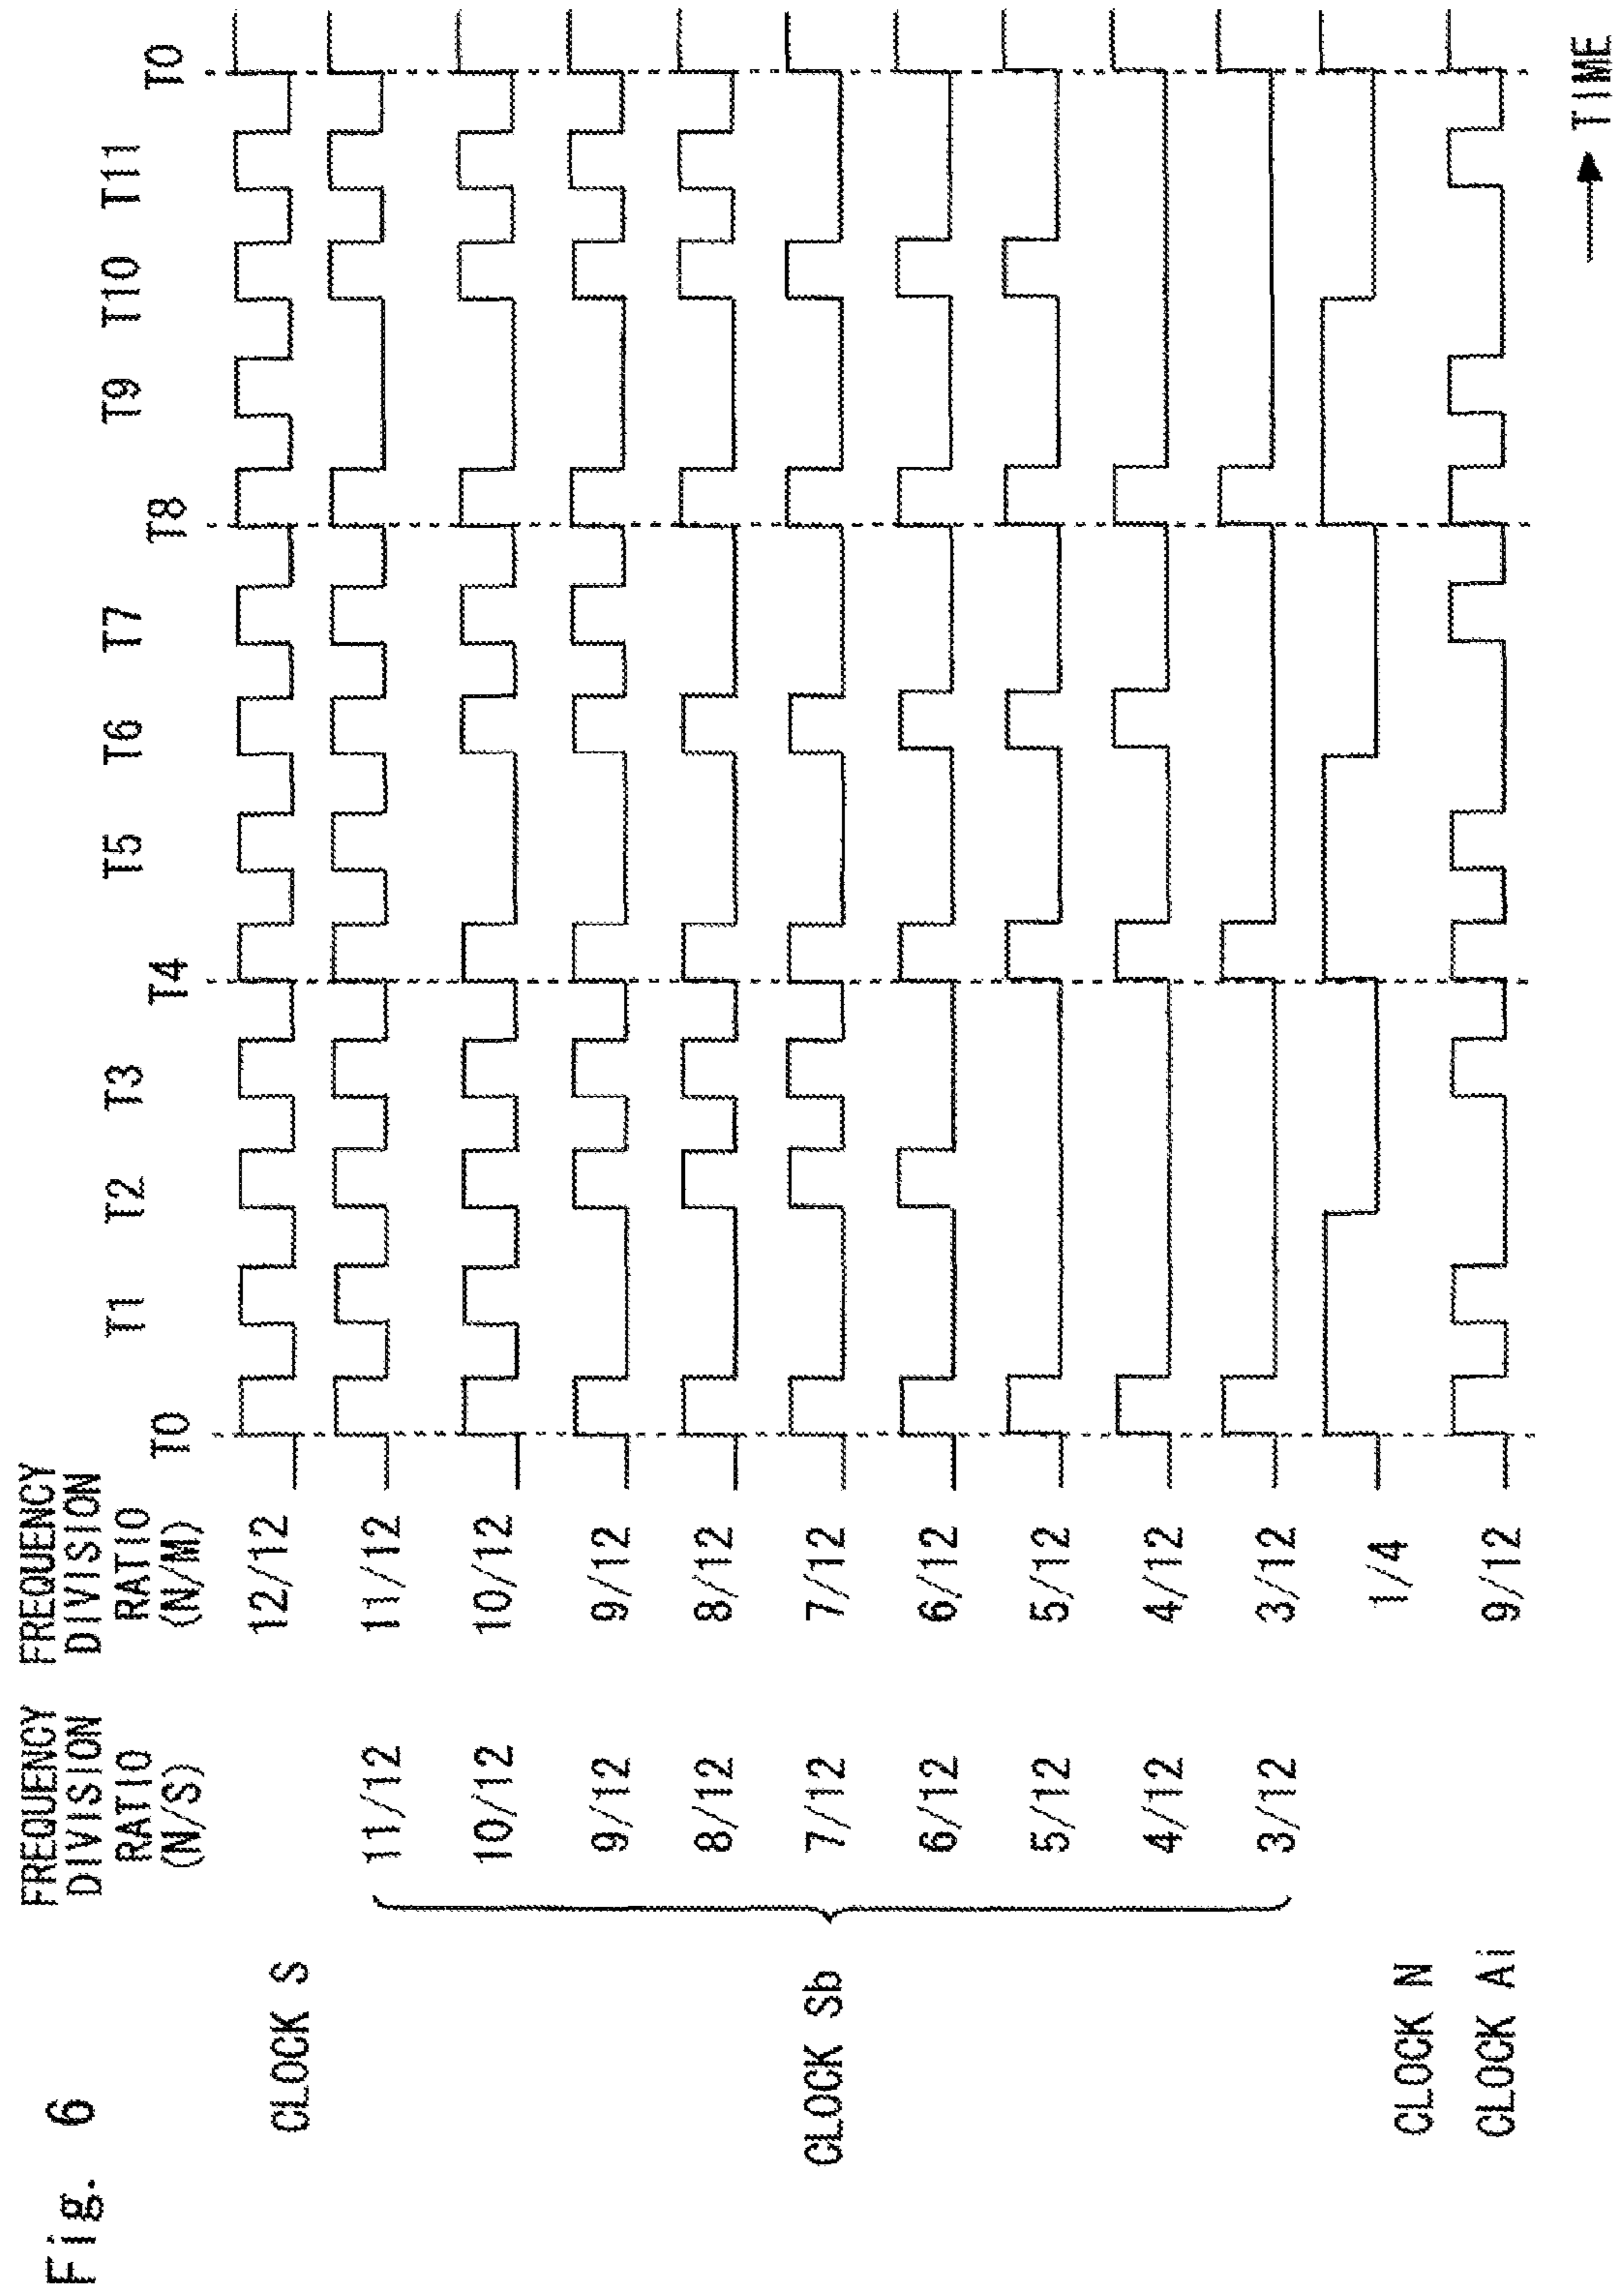 Fig. 6
FREQUENCY
DIVISION
RATIO
(N/S)
FREQUENCY
DIVISION
RATIO
(N/M)
T0 T1 T2 T3 T4 T5 T6 T7 T8 T9 T10 T11 T0
CLOCK S 12/12
CLOCK Sb
11/12 11/12
10/12 10/12
9/12 9/12
8/12 8/12
7/12 7/12
6/12 6/12
5/12 5/12
4/12 4/12
3/12 3/12
CLOCK N 1/4
CLOCK Ai 9/12
TIME